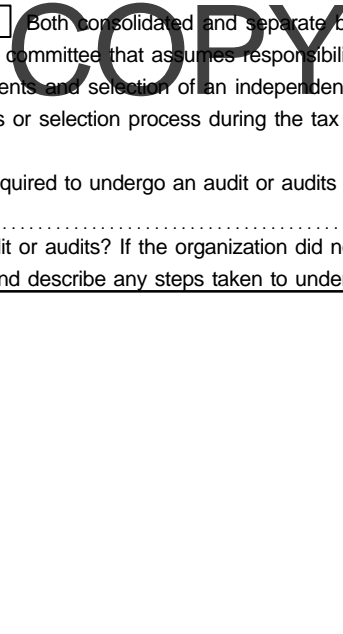 COPY
Both consolidated and separate b
committee that assumes responsibili
ents and selection of an independen
s or selection process during the tax
quired to undergo an audit or audits
....................................
it or audits? If the organization did n
nd describe any steps taken to under